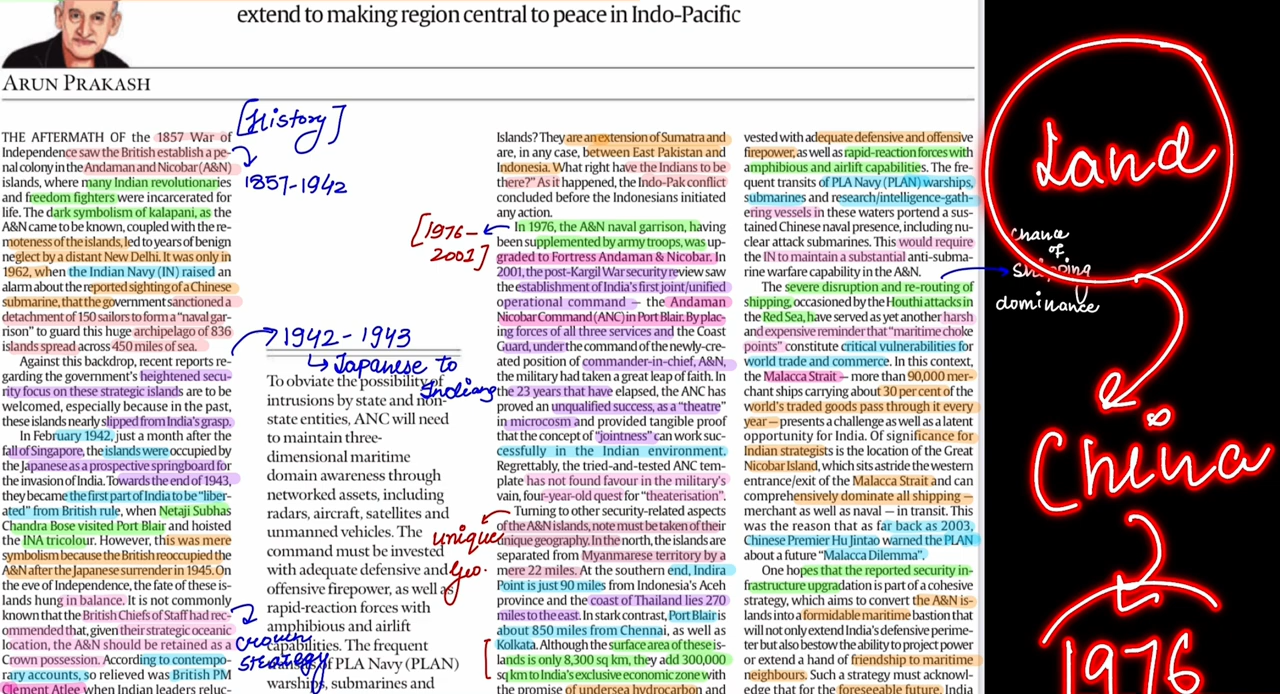 extend to making region central to peace in Indo-Pacific
ARUN PRAKASH
[History]
1857-1942
THE AFTERMATH OF the 1857 War of
Independence saw the British establish a pe-
nal colony in the Andaman and Nicobar (A&N)
islands, where many Indian revolutionaries
and freedom fighters were incarcerated for
life. The dark symbolism of kalapani, as the
A&N came to be known, coupled with the re-
moteness of the islands, led to years of benign
neglect by a distant New Delhi. It was only in
1962, when the Indian Navy (IN) raised an
alarm about the reported sighting of a Chinese
submarine, that the government sanctioned a
detachment of 150 sailors to form a "naval gar-
rison" to guard this huge archipelago of 836
islands spread across 450 miles of sea.
Against this backdrop, recent reports re-
garding the government's heightened secu-
rity focus on these strategic islands are to be
welcomed, especially because in the past,
these islands nearly slipped from India's grasp.
In February 1942, just a month after the
fall of Singapore, the islands were occupied by
the Japanese as a prospective springboard for
the invasion of India. Towards the end of 1943,
they became the first part of India to be "liber-
ated" from British rule, when Netaji Subhas
Chandra Bose visited Port Blair and hoisted
the INA tricolour. However, this was mere
symbolism because the British reoccupied the
A&N after the Japanese surrender in 1945. On
the eve of Independence, the fate of these is-
lands hung in balance. It is not commonly
known that the British Chiefs of Staff had rec-
ommended that, given their strategic oceanic
location, the A&N should be retained as a
Crown possession. According to contempo-
rary accounts, so relieved was British PM
Clement Atlee when Indian leaders reluc-
1942-1943
Japanese to
Indians
To obviate the possibility of
intrusions by state and non-
state entities, ANC will need
to maintain three-
dimensional maritime
domain awareness through
networked assets, including
radars, aircraft, satellites and
unmanned vehicles. The
command must be invested
with adequate defensive and
offensive firepower, as well as
rapid-reaction forces with
amphibious and airlift
capabilities. The frequent
of PLA Navy (PLAN)
warships, submarines and
crown
strategy
[1976-
2001]
unique
Geo.
Islands? They are an extension of Sumatra and
are, in any case, between East Pakistan and
Indonesia. What right have the Indians to be
there?" As it happened, the Indo-Pak conflict
concluded before the Indonesians initiated
any action.
In 1976, the A&N naval garrison, having
been supplemented by army troops, was up-
graded to Fortress Andaman & Nicobar. In
2001, the post-Kargil War security review saw
the establishment of India's first joint/unified
operational command — the Andaman
Nicobar Command (ANC) in Port Blair. By plac-
ing forces of all three services and the Coast
Guard, under the command of the newly-cre-
ated position of commander-in-chief, A&N,
the military had taken a great leap of faith. In
the 23 years that have elapsed, the ANC has
proved an unqualified success, as a "theatre"
in microcosm and provided tangible proof
that the concept of "jointness" can work suc-
cessfully in the Indian environment.
Regrettably, the tried-and-tested ANC tem-
plate has not found favour in the military's
vain, four-year-old quest for "theaterisation".
Turning to other security-related aspects
of the A&N islands, note must be taken of their
unique geography. In the north, the islands are
separated from Myanmarese territory by a
mere 22 miles. At the southern end, Indira
Point is just 90 miles from Indonesia's Aceh
province and the coast of Thailand lies 270
miles to the east. In stark contrast, Port Blair is
about 850 miles from Chennai, as well as
Kolkata. Although the surface area of these is-
lands is only 8,300 sq km, they add 300,000
sq km to India's exclusive economic zone with
the promise of undersea hydrocarbon and
vested with adequate defensive and offensive
firepower, as well as rapid-reaction forces with
amphibious and airlift capabilities. The fre-
quent transits of PLA Navy (PLAN) warships,
submarines and research/intelligence-gath-
ering vessels in these waters portend a sus-
tained Chinese naval presence, including nu-
clear attack submarines. This would require
the IN to maintain a substantial anti-subma-
rine warfare capability in the A&N.
The severe disruption and re-routing of
shipping, occasioned by the Houthi attacks in
the Red Sea, have served as yet another harsh
and expensive reminder that "maritime choke
points" constitute critical vulnerabilities for
world trade and commerce. In this context,
the Malacca Strait — more than 90,000 mer-
chant ships carrying about 30 per cent of the
world's traded goods pass through it every
year — presents a challenge as well as a latent
opportunity for India. Of significance for
Indian strategists is the location of the Great
Nicobar Island, which sits astride the western
entrance/exit of the Malacca Strait and can
comprehensively dominate all shipping —
merchant as well as naval — in transit. This
was the reason that as far back as 2003,
Chinese Premier Hu Jintao warned the PLAN
about a future "Malacca Dilemma".
One hopes that the reported security in-
frastructure upgradation is part of a cohesive
strategy, which aims to convert the A&N is-
lands into a formidable maritime bastion that
will not only extend India's defensive perime-
ter but also bestow the ability to project power
or extend a hand of friendship to maritime
neighbours. Such a strategy must acknowl-
edge that for the foreseeable future, India
Land
chance
of
shipping
dominance
China
1976